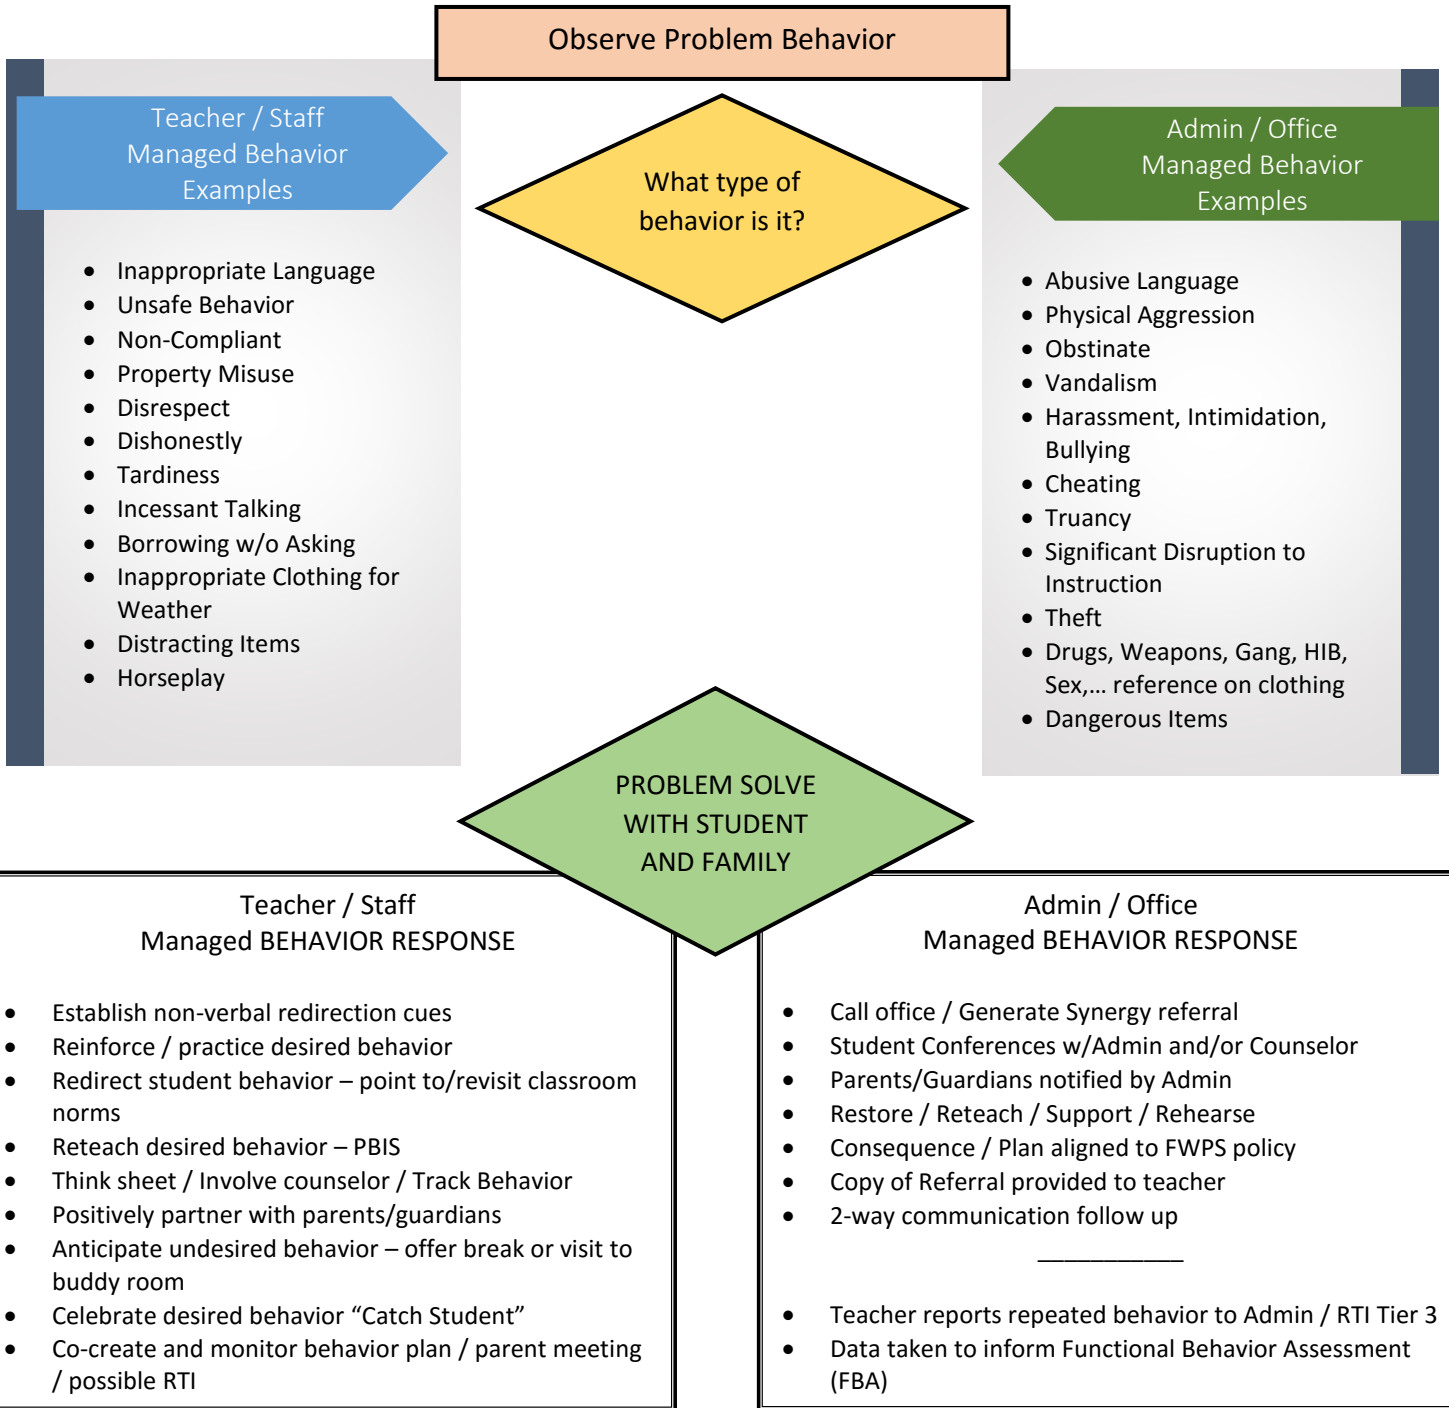 Observe Problem Behavior
Teacher / Staff
Managed Behavior
Examples
• Inappropriate Language
• Unsafe Behavior
• Non-Compliant
• Property Misuse
• Disrespect
• Dishonestly
• Tardiness
• Incessant Talking
• Borrowing w/o Asking
• Inappropriate Clothing for
Weather
• Distracting Items
• Horseplay
What type of
behavior is it?
Admin / Office
Managed Behavior
Examples
• Abusive Language
• Physical Aggression
• Obstinate
• Vandalism
• Harassment, Intimidation,
Bullying
• Cheating
• Truancy
• Significant Disruption to
Instruction
• Theft
• Drugs, Weapons, Gang, HIB,
Sex,… reference on clothing
• Dangerous Items
PROBLEM SOLVE
WITH STUDENT
AND FAMILY
Teacher / Staff
Managed BEHAVIOR RESPONSE
• Establish non-verbal redirection cues
• Reinforce / practice desired behavior
• Redirect student behavior – point to/revisit classroom
norms
• Reteach desired behavior – PBIS
• Think sheet / Involve counselor / Track Behavior
• Positively partner with parents/guardians
• Anticipate undesired behavior – offer break or visit to
buddy room
• Celebrate desired behavior “Catch Student”
• Co-create and monitor behavior plan / parent meeting
/ possible RTI
Admin / Office
Managed BEHAVIOR RESPONSE
• Call office / Generate Synergy referral
• Student Conferences w/Admin and/or Counselor
• Parents/Guardians notified by Admin
• Restore / Reteach / Support / Rehearse
• Consequence / Plan aligned to FWPS policy
• Copy of Referral provided to teacher
• 2-way communication follow up
___________
• Teacher reports repeated behavior to Admin / RTI Tier 3
• Data taken to inform Functional Behavior Assessment
(FBA)